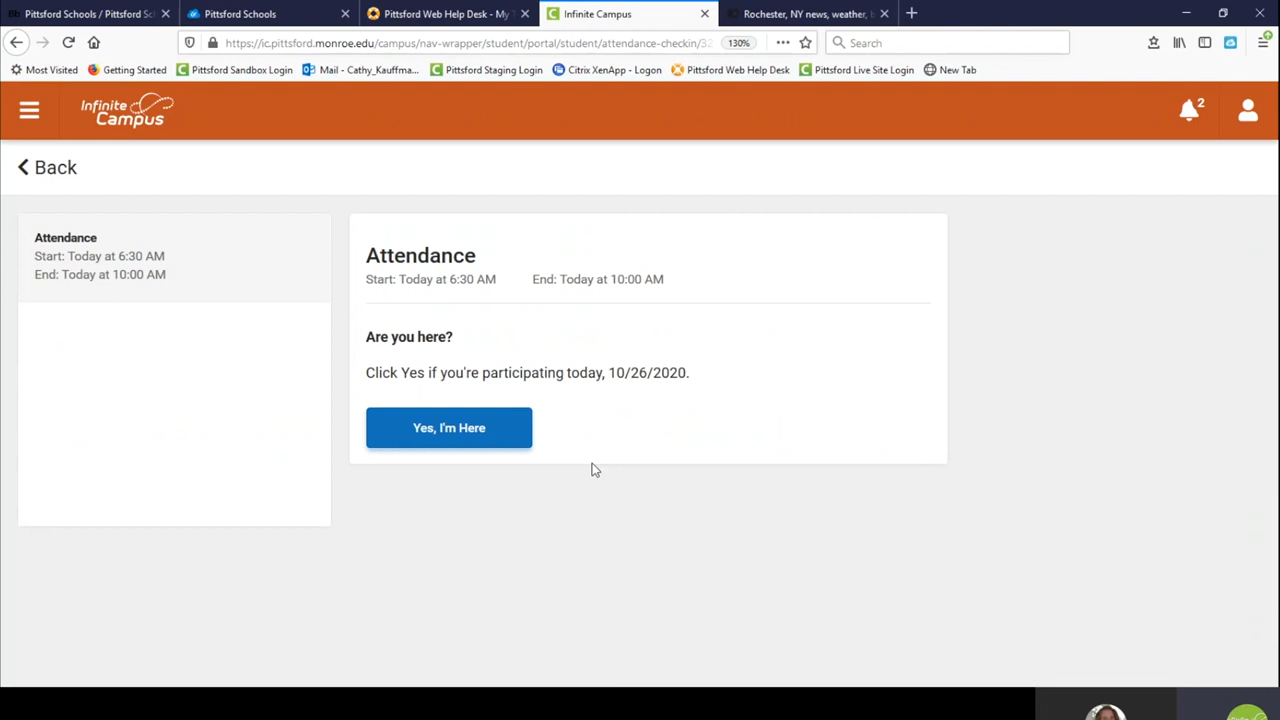 Bb Pittsford Schools / Pittsford Sc
Pittsford Schools
Pittsford Web Help Desk - My T
Infinite Campus
Rochester, NY news, weather, b
https://ic.pittsford.monroe.edu/campus/nav-wrapper/student/portal/student/attendance-checkin/32
130%
Search
Most Visited
Getting Started
Pittsford Sandbox Login
Mail - Cathy_Kauffma...
Pittsford Staging Login
Citrix XenApp - Logon
Pittsford Web Help Desk
Pittsford Live Site Login
New Tab
Infinite Campus
2
Back
Attendance
Start: Today at 6:30 AM
End: Today at 10:00 AM
Attendance
Start: Today at 6:30 AM End: Today at 10:00 AM
Are you here?
Click Yes if you're participating today, 10/26/2020.
Yes, I'm Here